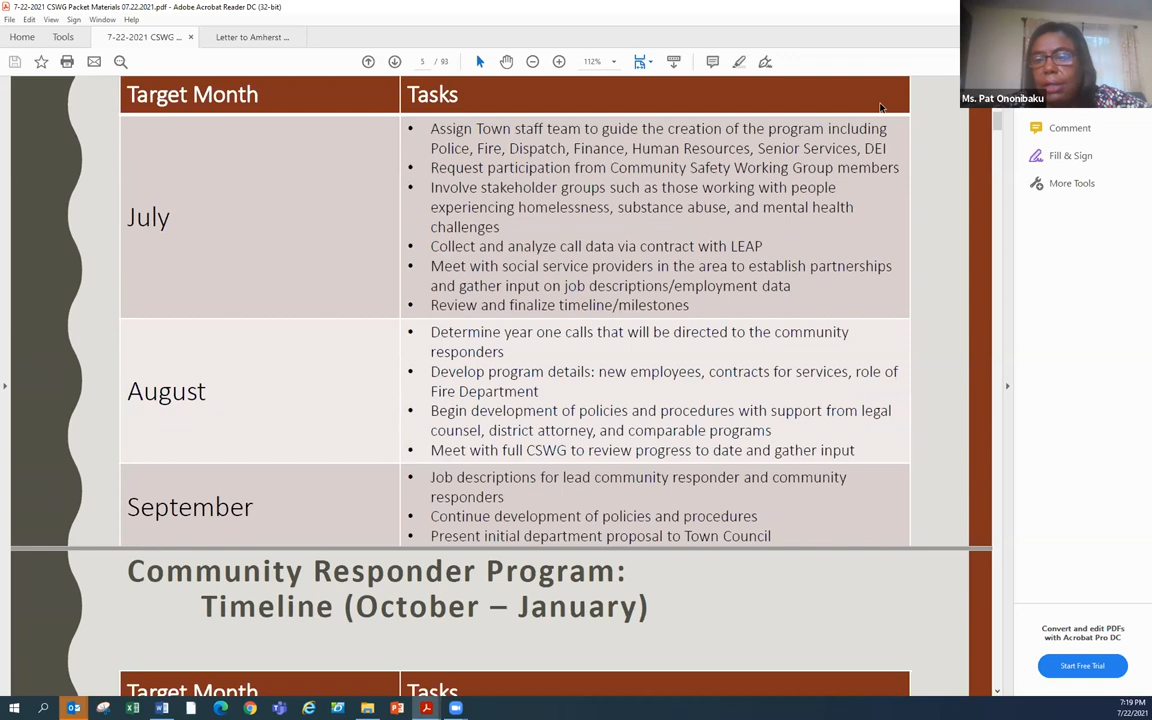 7-22-2021 CSWG Packet Materials 07.22.2021.pdf - Adobe Acrobat Reader DC (32-bit)
File Edit View Sign Window Help
Home Tools 7-22-2021 CSWG ... × Letter to Amherst ...
5 / 93 112%
Ms. Pat Ononibaku
Comment
Fill & Sign
More Tools
Target Month Tasks
July
• Assign Town staff team to guide the creation of the program including
Police, Fire, Dispatch, Finance, Human Resources, Senior Services, DEI
• Request participation from Community Safety Working Group members
• Involve stakeholder groups such as those working with people
experiencing homelessness, substance abuse, and mental health
challenges
• Collect and analyze call data via contract with LEAP
• Meet with social service providers in the area to establish partnerships
and gather input on job descriptions/employment data
• Review and finalize timeline/milestones
August
• Determine year one calls that will be directed to the community
responders
• Develop program details: new employees, contracts for services, role of
Fire Department
• Begin development of policies and procedures with support from legal
counsel, district attorney, and comparable programs
• Meet with full CSWG to review progress to date and gather input
September
• Job descriptions for lead community responder and community
responders
• Continue development of policies and procedures
• Present initial department proposal to Town Council
Community Responder Program:
Timeline (October – January)
Target Month Tasks
Convert and edit PDFs
with Acrobat Pro DC
Start Free Trial
7:19 PM
7/22/2021